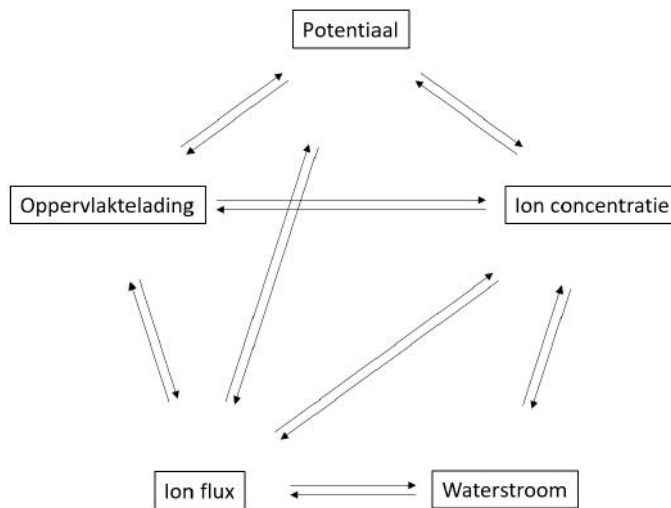 Potentiaal
Oppervlaktelading
Ion concentratie
Ion flux
Waterstroom